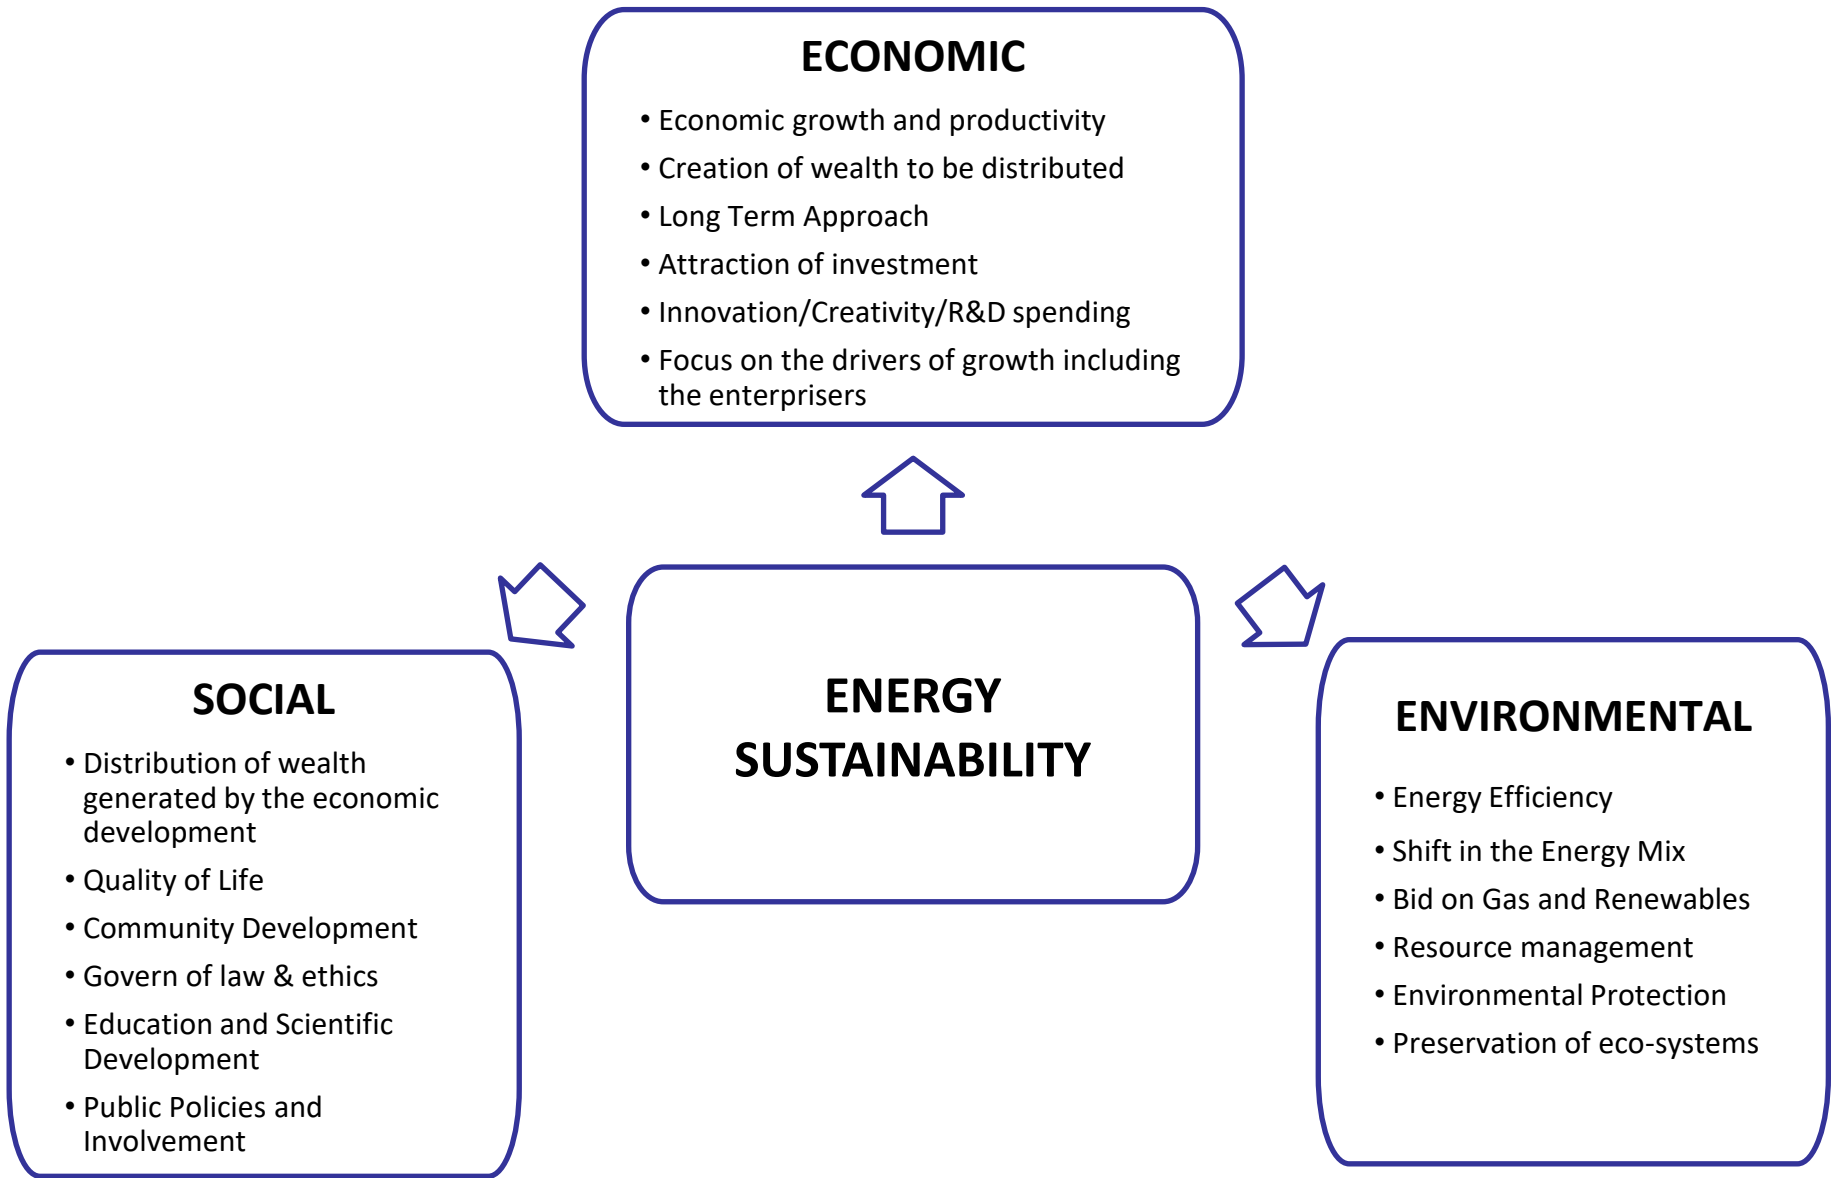 ECONOMIC
• Economic growth and productivity
• Creation of wealth to be distributed
• Long Term Approach
• Attraction of investment
• Innovation/Creativity/R&D spending
• Focus on the drivers of growth including
the enterprisers
ENERGY
SUSTAINABILITY
SOCIAL
• Distribution of wealth
generated by the economic
development
• Quality of Life
• Community Development
• Govern of law & ethics
• Education and Scientific
Development
• Public Policies and
Involvement
ENVIRONMENTAL
• Energy Efficiency
• Shift in the Energy Mix
• Bid on Gas and Renewables
• Resource management
• Environmental Protection
• Preservation of eco-systems